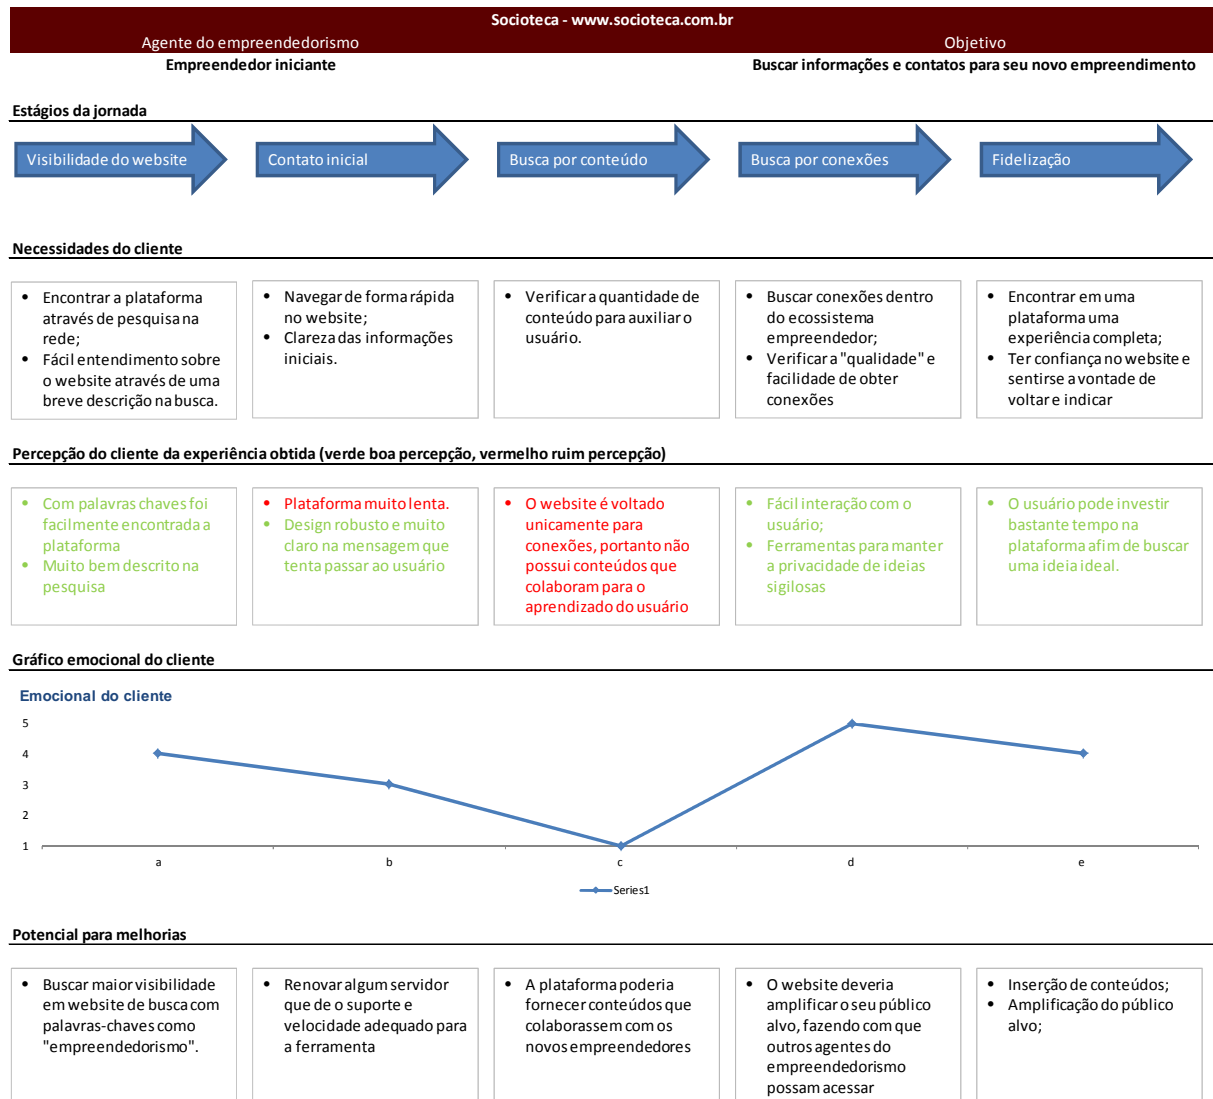 Socioteca - www.socioteca.com.br
Agente do empreendedorismo
Objetivo
Empreendedor iniciante
Buscar informações e contatos para seu novo empreendimento
Estágios da jornada
Visibilidade do website
Contato inicial
Busca por conteúdo
Busca por conexões
Fidelização
Necessidades do cliente
• Encontrar a plataforma
através de pesquisa na
rede;
• Fácil entendimento sobre
o website através de uma
breve descrição na busca.
• Navegar de forma rápida
no website;
• Clareza das informações
iniciais.
• Verificar a quantidade de
conteúdo para auxiliar o
usuário.
• Buscar conexões dentro
do ecossistema
empreendedor;
• Verificar a "qualidade" e
facilidade de obter
conexões
• Encontrar em uma
plataforma uma
experiência completa;
• Ter confiança no website e
sentirse a vontade de
voltar e indicar
Percepção do cliente da experiência obtida (verde boa percepção, vermelho ruim percepção)
• Com palavras chaves foi
facilmente encontrada a
plataforma
• Muito bem descrito na
pesquisa
• Plataforma muito lenta.
• Design robusto e muito
claro na mensagem que
tenta passar ao usuário
• O website é voltado
unicamente para
conexões, portanto não
possui conteúdos que
colaboram para o
aprendizado do usuário
• Fácil interação com o
usuário;
• Ferramentas para manter
a privacidade de ideias
sigilosas
• O usuário pode investir
bastante tempo na
plataforma afim de buscar
uma ideia ideal.
Gráfico emocional do cliente
Emocional do cliente
5
4
3
2
1
a b c d e
Series1
Potencial para melhorias
• Buscar maior visibilidade
em website de busca com
palavras-chaves como
"empreendedorismo".
• Renovar algum servidor
que de o suporte e
velocidade adequado para
a ferramenta
• A plataforma poderia
fornecer conteúdos que
colaborassem com os
novos empreendedores
• O website deveria
amplificar o seu público
alvo, fazendo com que
outros agentes do
empreendedorismo
possam acessar
• Inserção de conteúdos;
• Amplificação do público
alvo;